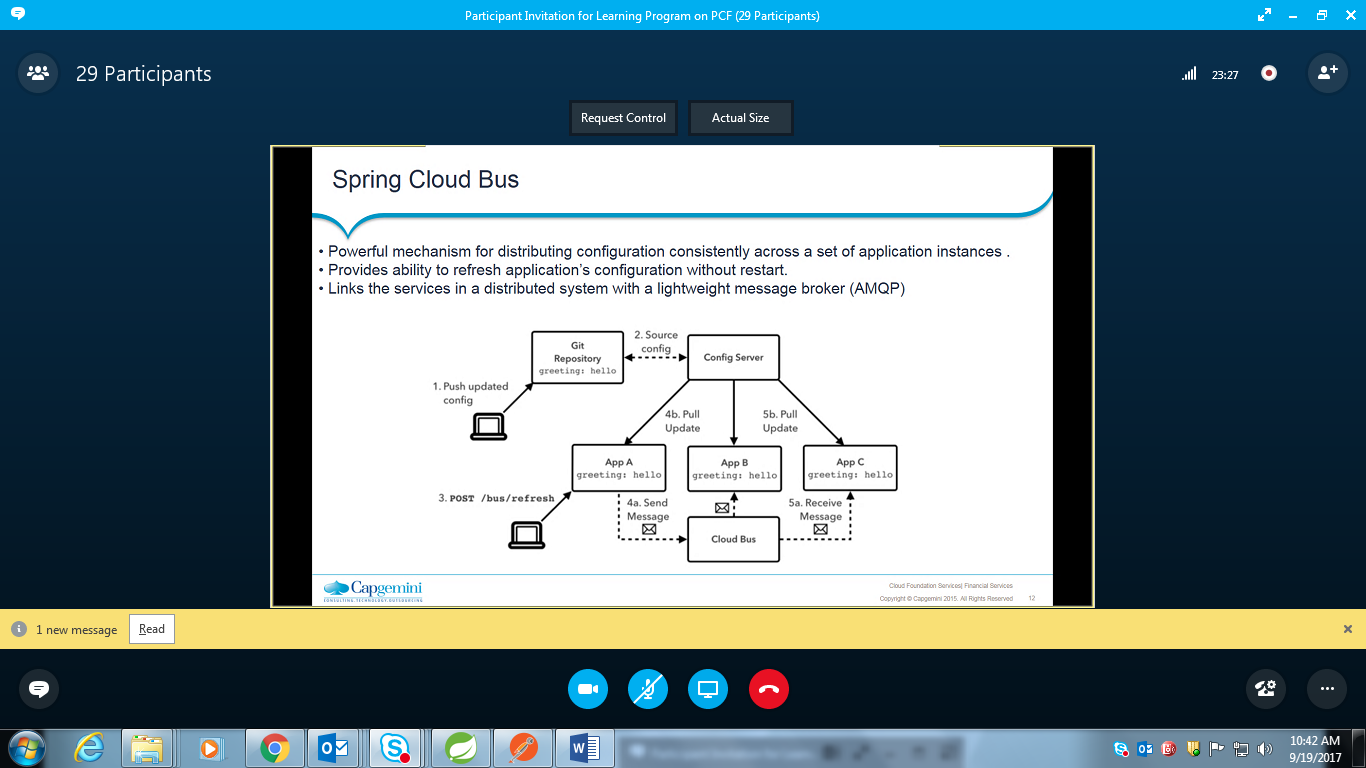 Participant Invitation for Learning Program on PCF (29 Participants)
29 Participants
23:27
Request Control
Actual Size
Spring Cloud Bus
• Powerful mechanism for distributing configuration consistently across a set of application instances .
• Provides ability to refresh application's configuration without restart.
• Links the services in a distributed system with a lightweight message broker (AMQP)
Git
Repository
greeting: hello
2. Source
config
Config Server
1. Push updated
config
4b. Pull
Update
5b. Pull
Update
App A
greeting: hello
App B
greeting: hello
App C
greeting: hello
3. POST /bus/refresh
4a. Send
Message
5a. Receive
Message
Cloud Bus
Capgemini
CONSULTING.TECHNOLOGY.OUTSOURCING
Cloud Foundation Services| Financial Services
Copyright © Capgemini 2015. All Rights Reserved
12
1 new message
Read
10:42 AM
9/19/2017